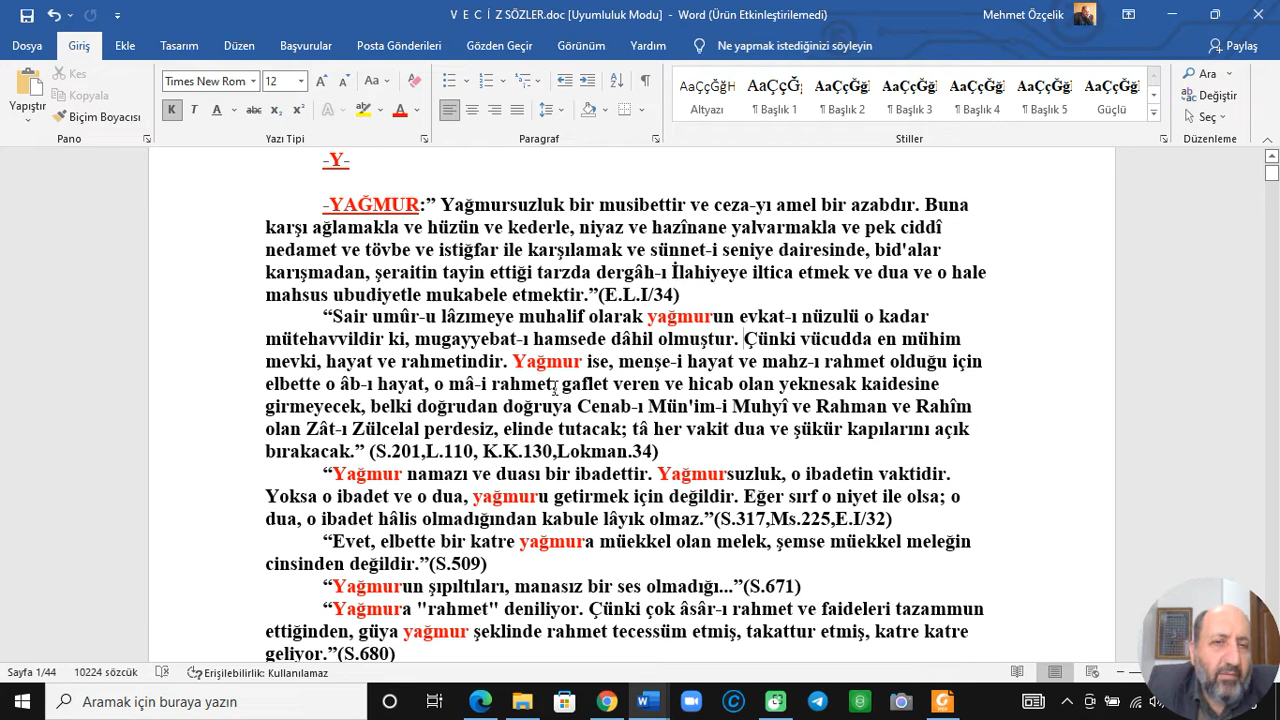 V E C İ Z SÖZLER.doc [Uyumluluk Modu] - Word (Ürün Etkinleştirilemedi)
Mehmet Özçelik
Dosya Giriş Ekle Tasarım Düzen Başvurular Posta Gönderileri Gözden Geçir Görünüm Yardım Ne yapmak istediğinizi söyleyin Paylaş
Yapıştır
Kes
Kopyala
Biçim Boyacısı
Times New Rom 12
Aa
K T A abc x₂ x² A A
AaÇçĞğH AaÇçĞğ AaÇçĞğ AaÇçĞğ AaÇçĞğ AaÇçĞğ AaÇçĞğH
Altyazı ¶ Başlık 1 ¶ Başlık 2 ¶ Başlık 3 ¶ Başlık 4 ¶ Başlık 5 Güçlü
Ara
Değiştir
Seç
Pano Yazı Tipi Paragraf Stiller Düzenleme
-Y-
-YAĞMUR:” Yağmursuzluk bir musibettir ve ceza-yı amel bir azabdır. Buna
karşı ağlamakla ve hüzün ve kederle, niyaz ve hazînane yalvarmakla ve pek ciddî
nedamet ve tövbe ve istiğfar ile karşılamak ve sünnet-i seniye dairesinde, bid'alar
karışmadan, şeraitin tayin ettiği tarzda dergâh-ı İlahiyeye iltica etmek ve dua ve o hale
mahsus ubudiyetle mukabele etmektir.”(E.L.I/34)
“Sair umûr-u lâzımeye muhalif olarak yağmurun evkat-ı nüzulü o kadar
mütehavvildir ki, mugayyebat-ı hamsede dâhil olmuştur. Çünki vücudda en mühim
mevki, hayat ve rahmetindir. Yağmur ise, menşe-i hayat ve mahz-ı rahmet olduğu için
elbette o âb-ı hayat, o mâ-i rahmet, gaflet veren ve hicab olan yeknesak kaidesine
girmeyecek, belki doğrudan doğruya Cenab-ı Mün'im-i Muhyî ve Rahman ve Rahîm
olan Zât-ı Zülcelal perdesiz, elinde tutacak; tâ her vakit dua ve şükür kapılarını açık
bırakacak.” (S.201,L.110, K.K.130,Lokman.34)
“Yağmur namazı ve duası bir ibadettir. Yağmursuzluk, o ibadetin vaktidir.
Yoksa o ibadet ve o dua, yağmuru getirmek için değildir. Eğer sırf o niyet ile olsa; o
dua, o ibadet hâlis olmadığından kabule lâyık olmaz.”(S.317,Ms.225,E.I/32)
“Evet, elbette bir katre yağmura müekkel olan melek, şemse müekkel meleğin
cinsinden değildir.”(S.509)
“Yağmurun şıpıltıları, manasız bir ses olmadığı...”(S.671)
“Yağmura "rahmet" deniliyor. Çünki çok âsâr-ı rahmet ve faideleri tazammun
ettiğinden, güya yağmur şeklinde rahmet tecessüm etmiş, takattur etmiş, katre katre
geliyor.”(S.680)
Sayfa 1/44 10224 sözcük Erişilebilirlik: Kullanılamaz
Aramak için buraya yazın